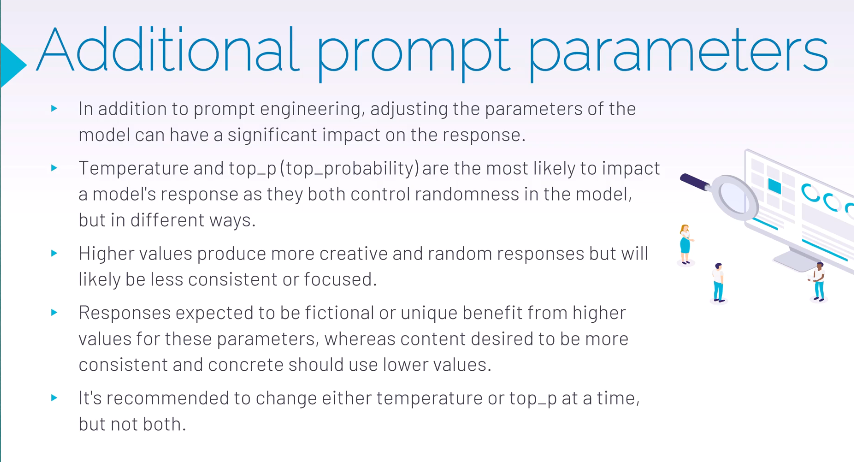 Additional prompt parameters
In addition to prompt engineering, adjusting the parameters of the
model can have a significant impact on the response.
Temperature and top_p (top_probability) are the most likely to impact
a model's response as they both control randomness in the model,
but in different ways.
Higher values produce more creative and random responses but will
likely be less consistent or focused.
Responses expected to be fictional or unique benefit from higher
values for these parameters, whereas content desired to be more
consistent and concrete should use lower values.
It's recommended to change either temperature or top_p at a time,
but not both.